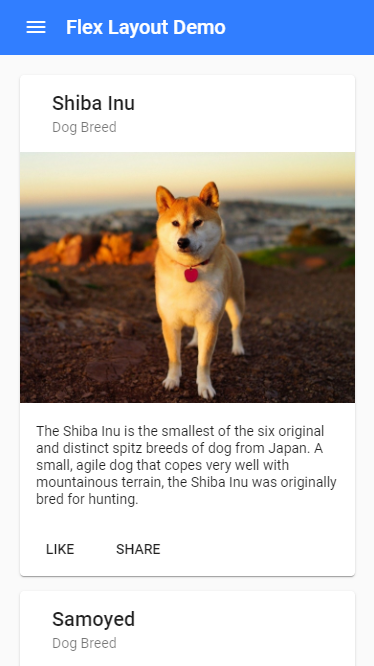 Flex Layout Demo
Shiba Inu
Dog Breed
The Shiba Inu is the smallest of the six original
and distinct spitz breeds of dog from Japan. A
small, agile dog that copes very well with
mountainous terrain, the Shiba Inu was originally
bred for hunting.
LIKE SHARE
Samoyed
Dog Breed